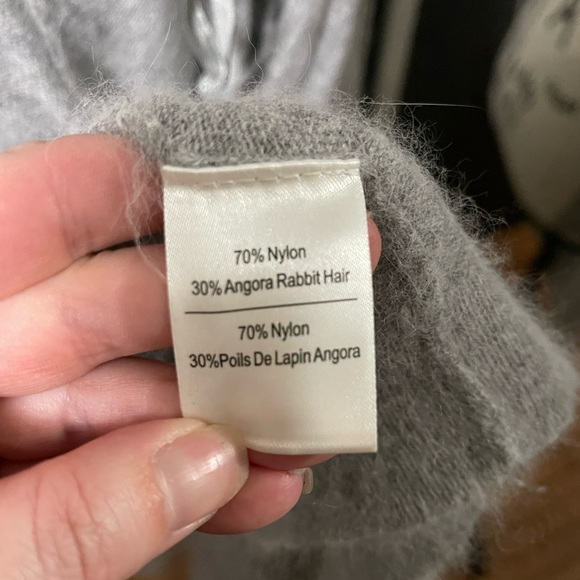 70% Nylon
30% Angora Rabbit Hair
70% Nylon
30%Poils De Lapin Angora